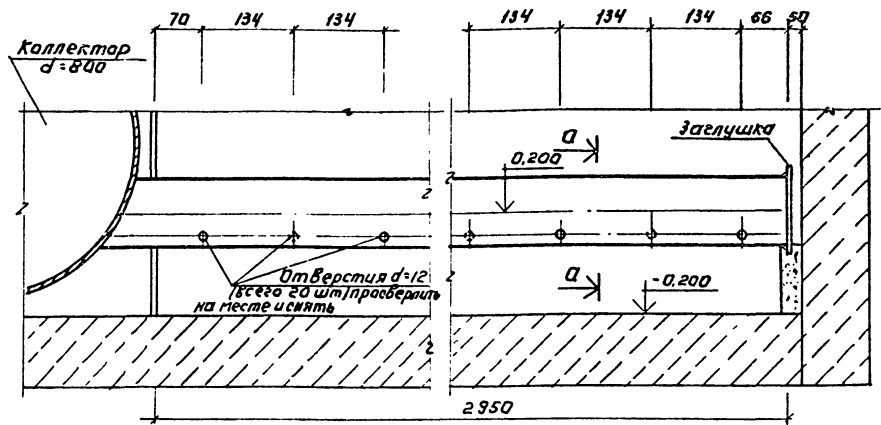 70 134 134 134 134 134 66 50
Коллектор
d=800
Заглушка
а
0,200
Отверстия d=12
(всего 20 шт) просверлить
на месте и снять
а
-0,200
2950